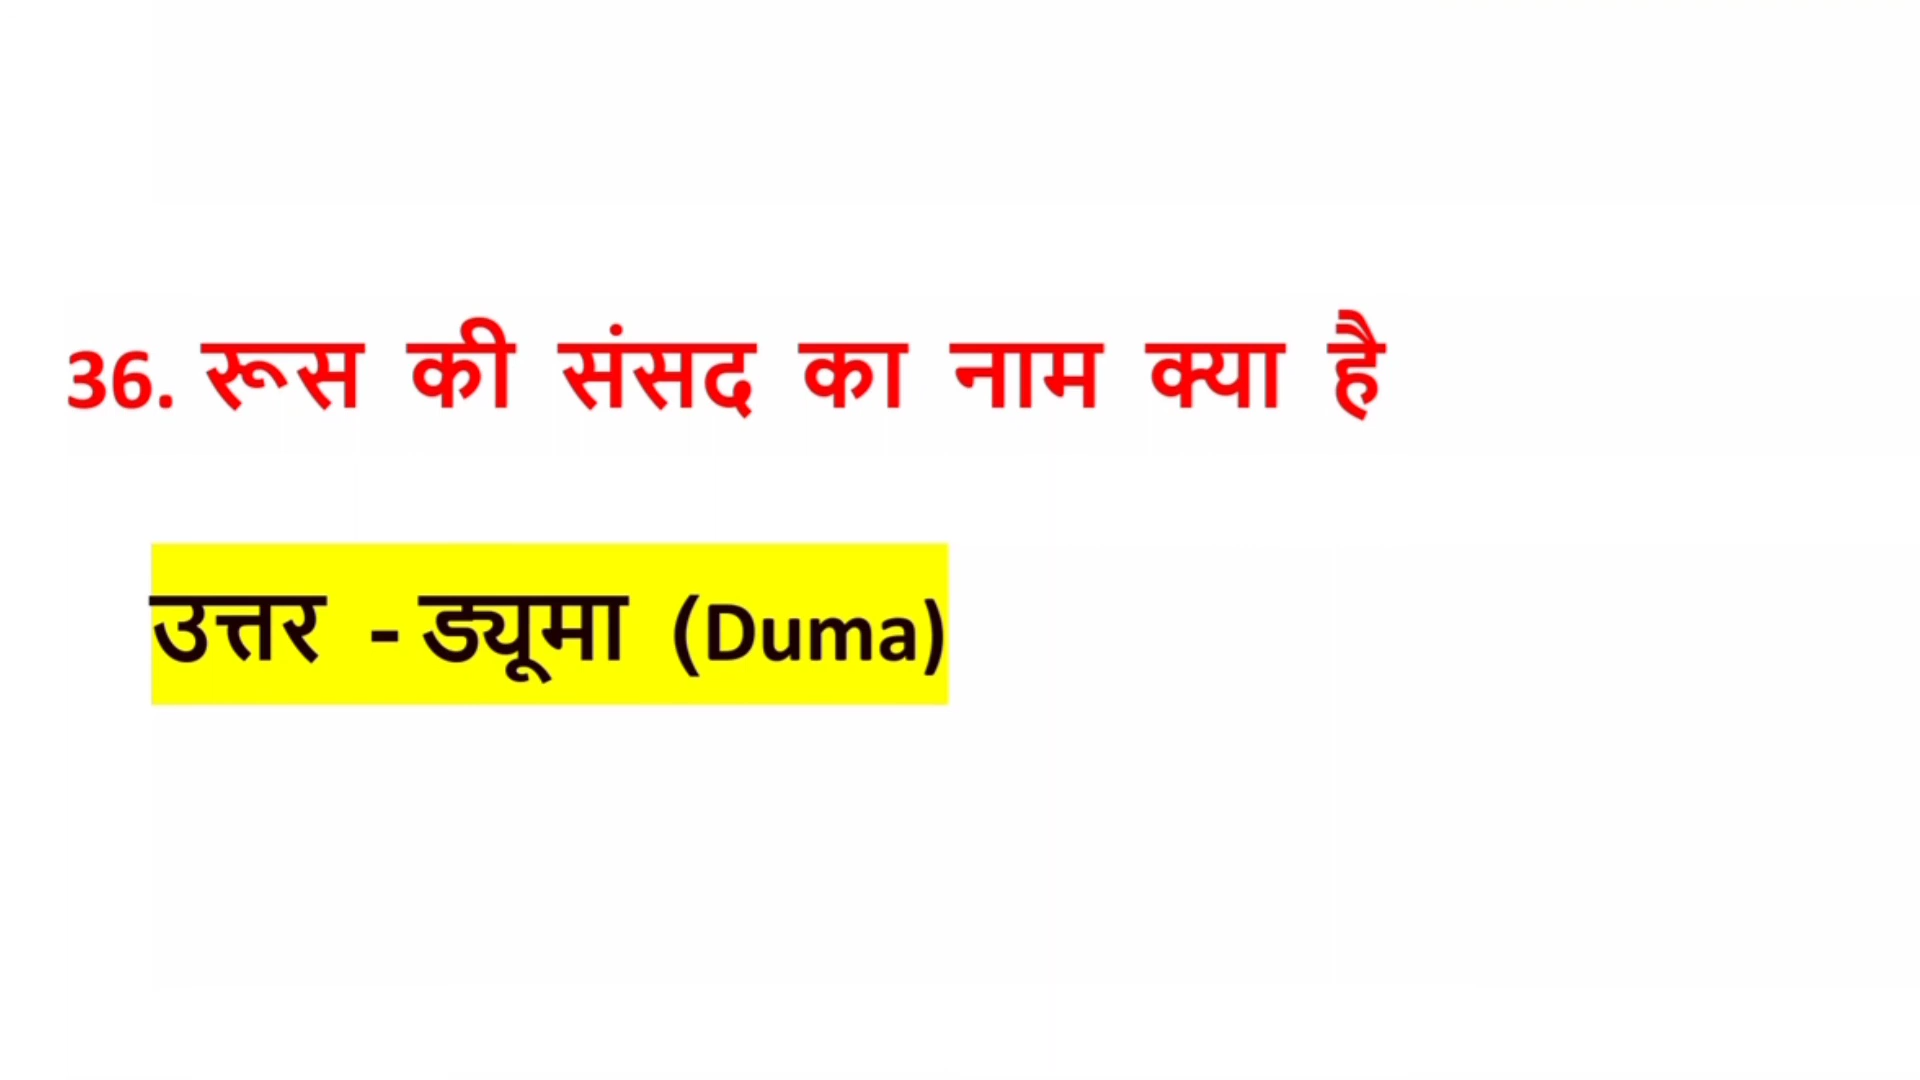 36. रूस की संसद का नाम क्या है
उत्तर - ड्यूमा (Duma)